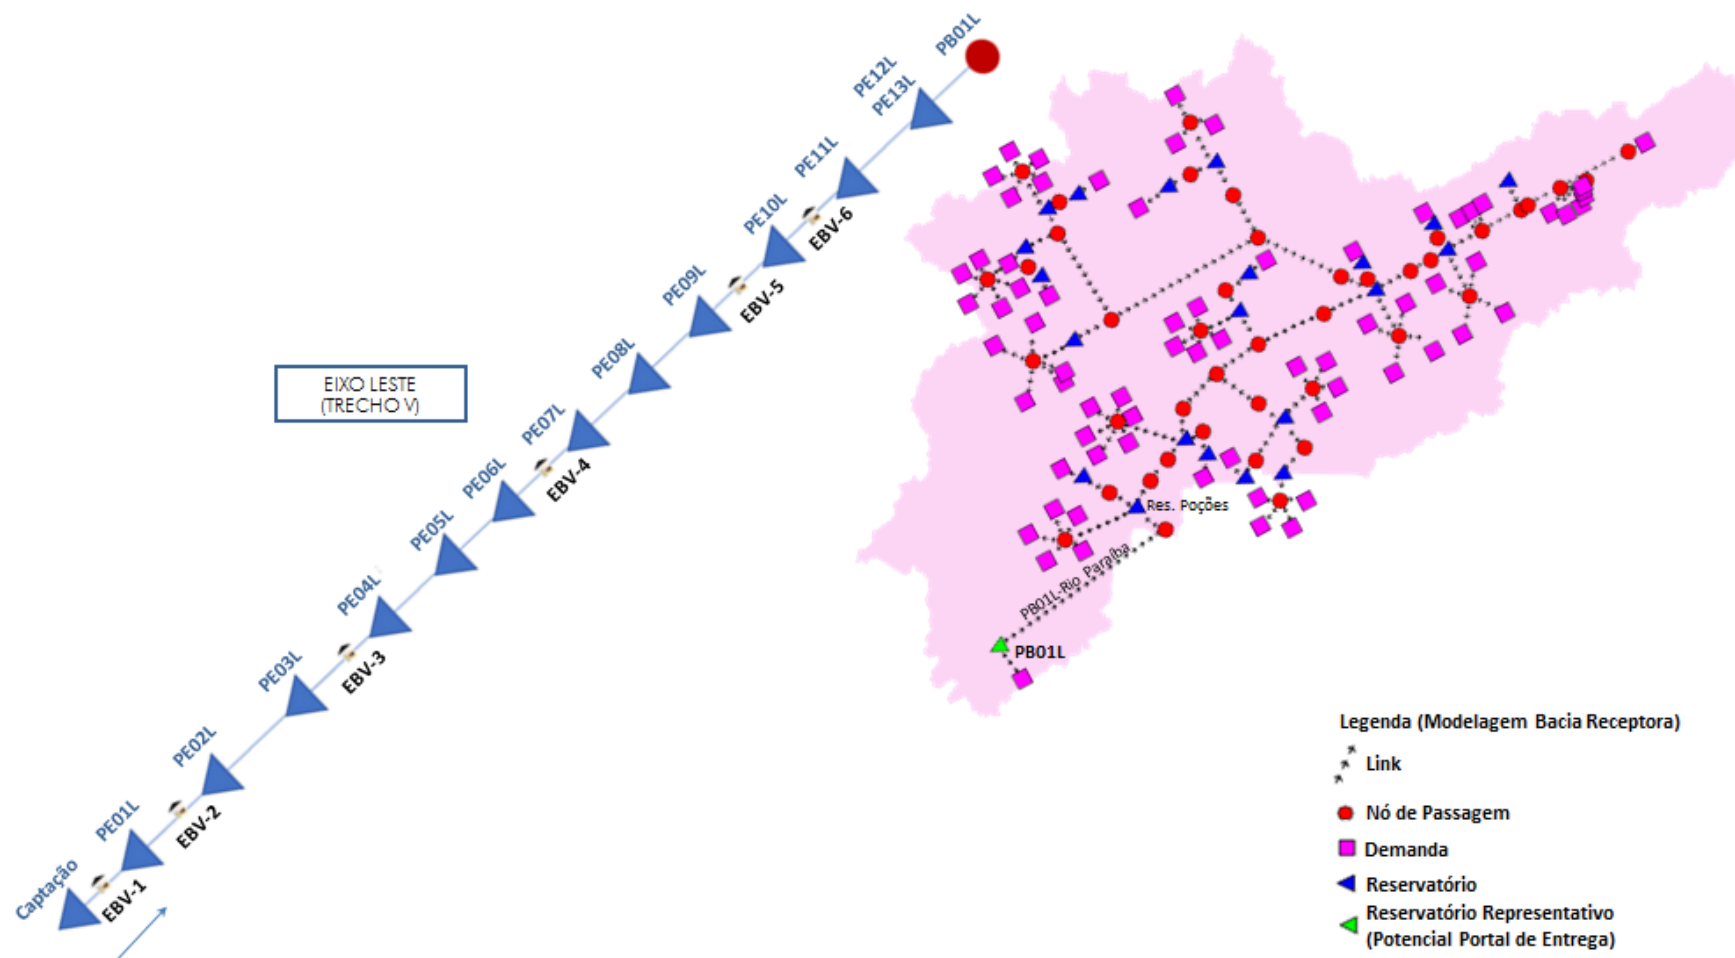 PB01L
PE12L
PE13L
PE11L
PE10L
EBV-6
PE09L
EBV-5
PE08L
EIXO LESTE
(TRECHO V)
PE07L
EBV-4
PE06L
PE05L
PE04L
EBV-3
PE03L
PE02L
EBV-2
PE01L
Captação
EBV-1
Res. Poções
PB01L-Rio Paraíba
PB01L
Legenda (Modelagem Bacia Receptora)
Link
Nó de Passagem
Demanda
Reservatório
Reservatório Representativo
(Potencial Portal de Entrega)